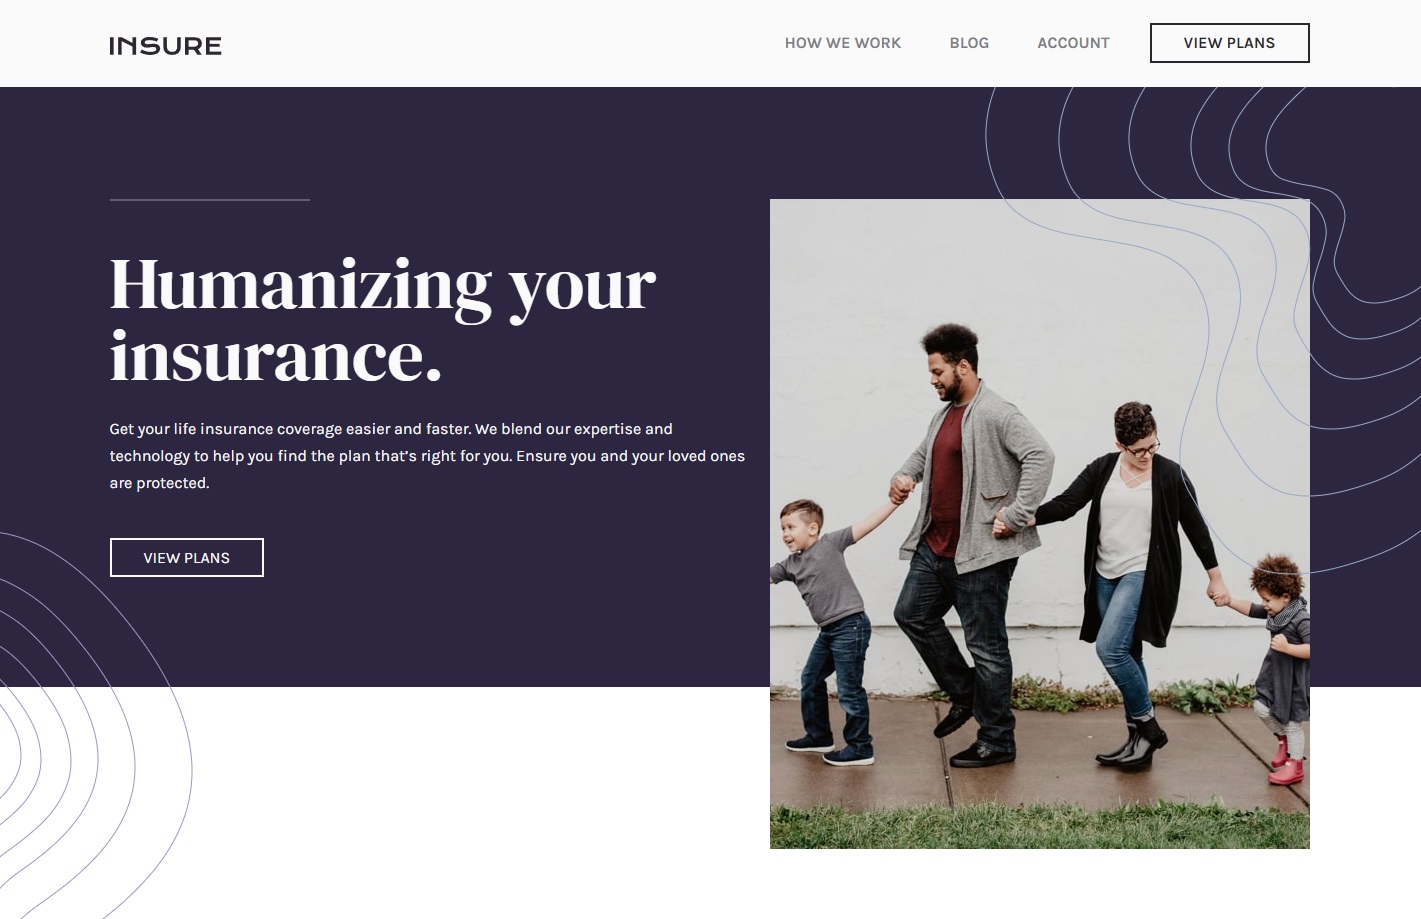 INSURE
HOW WE WORK
BLOG
ACCOUNT
VIEW PLANS
Humanizing your
insurance.
Get your life insurance coverage easier and faster. We blend our expertise and
technology to help you find the plan that’s right for you. Ensure you and your loved ones
are protected.
VIEW PLANS